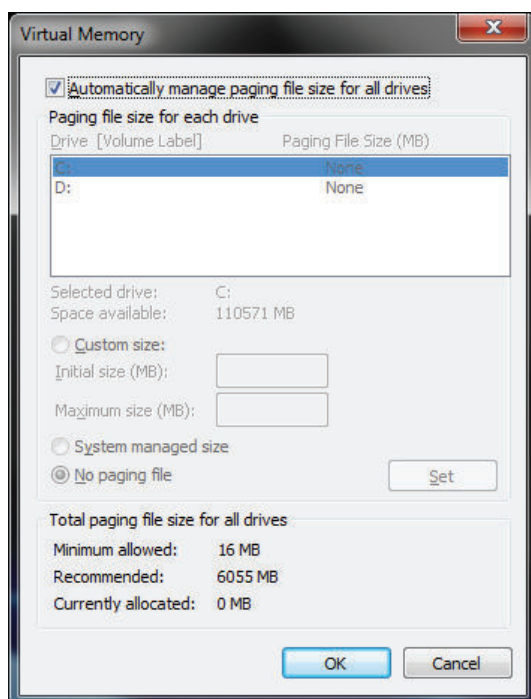 Virtual Memory
Automatically manage paging file size for all drives
Paging file size for each drive
Drive [Volume Label] Paging File Size (MB)
C: None
D: None
Selected drive: C:
Space available: 110571 MB
Custom size:
Initial size (MB):
Maximum size (MB):
System managed size
No paging file
Set
Total paging file size for all drives
Minimum allowed: 16 MB
Recommended: 6055 MB
Currently allocated: 0 MB
OK Cancel